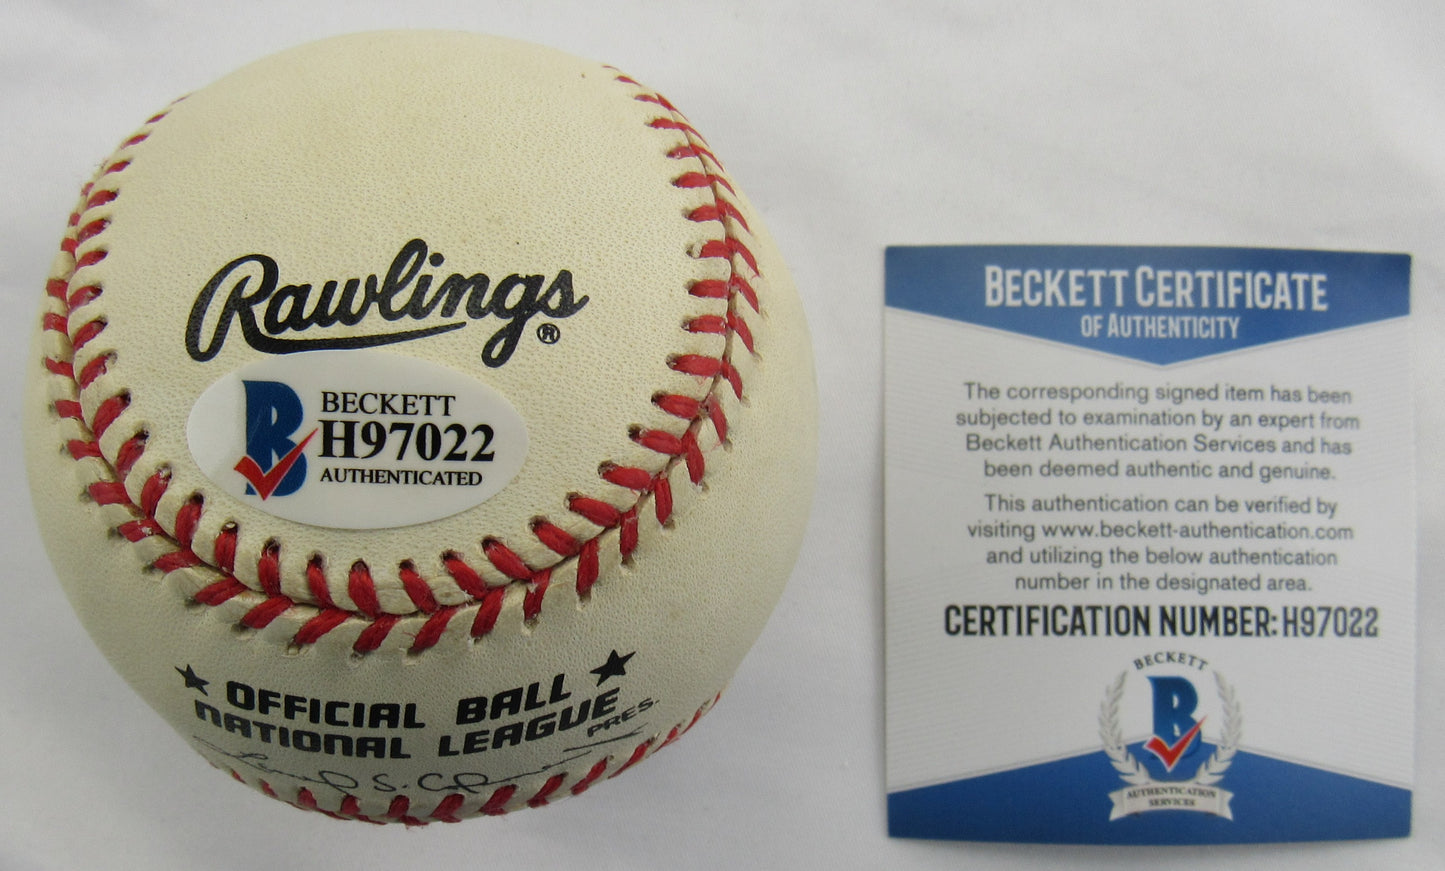 Rawlings
®
BECKETT
H97022
AUTHENTICATED
OFFICIAL BALL
NATIONAL LEAGUE
PRES.
BECKETT CERTIFICATE
OF AUTHENTICITY
The corresponding signed item has been
subjected to examination by an expert from
Beckett Authentication Services and has
been deemed authentic and genuine.
This authentication can be verified by
visiting www.beckett-authentication.com
and utilizing the below authentication
number in the designated area.
CERTIFICATION NUMBER: H97022
BECKETT
B
AUTHENTICATION
SERVICES